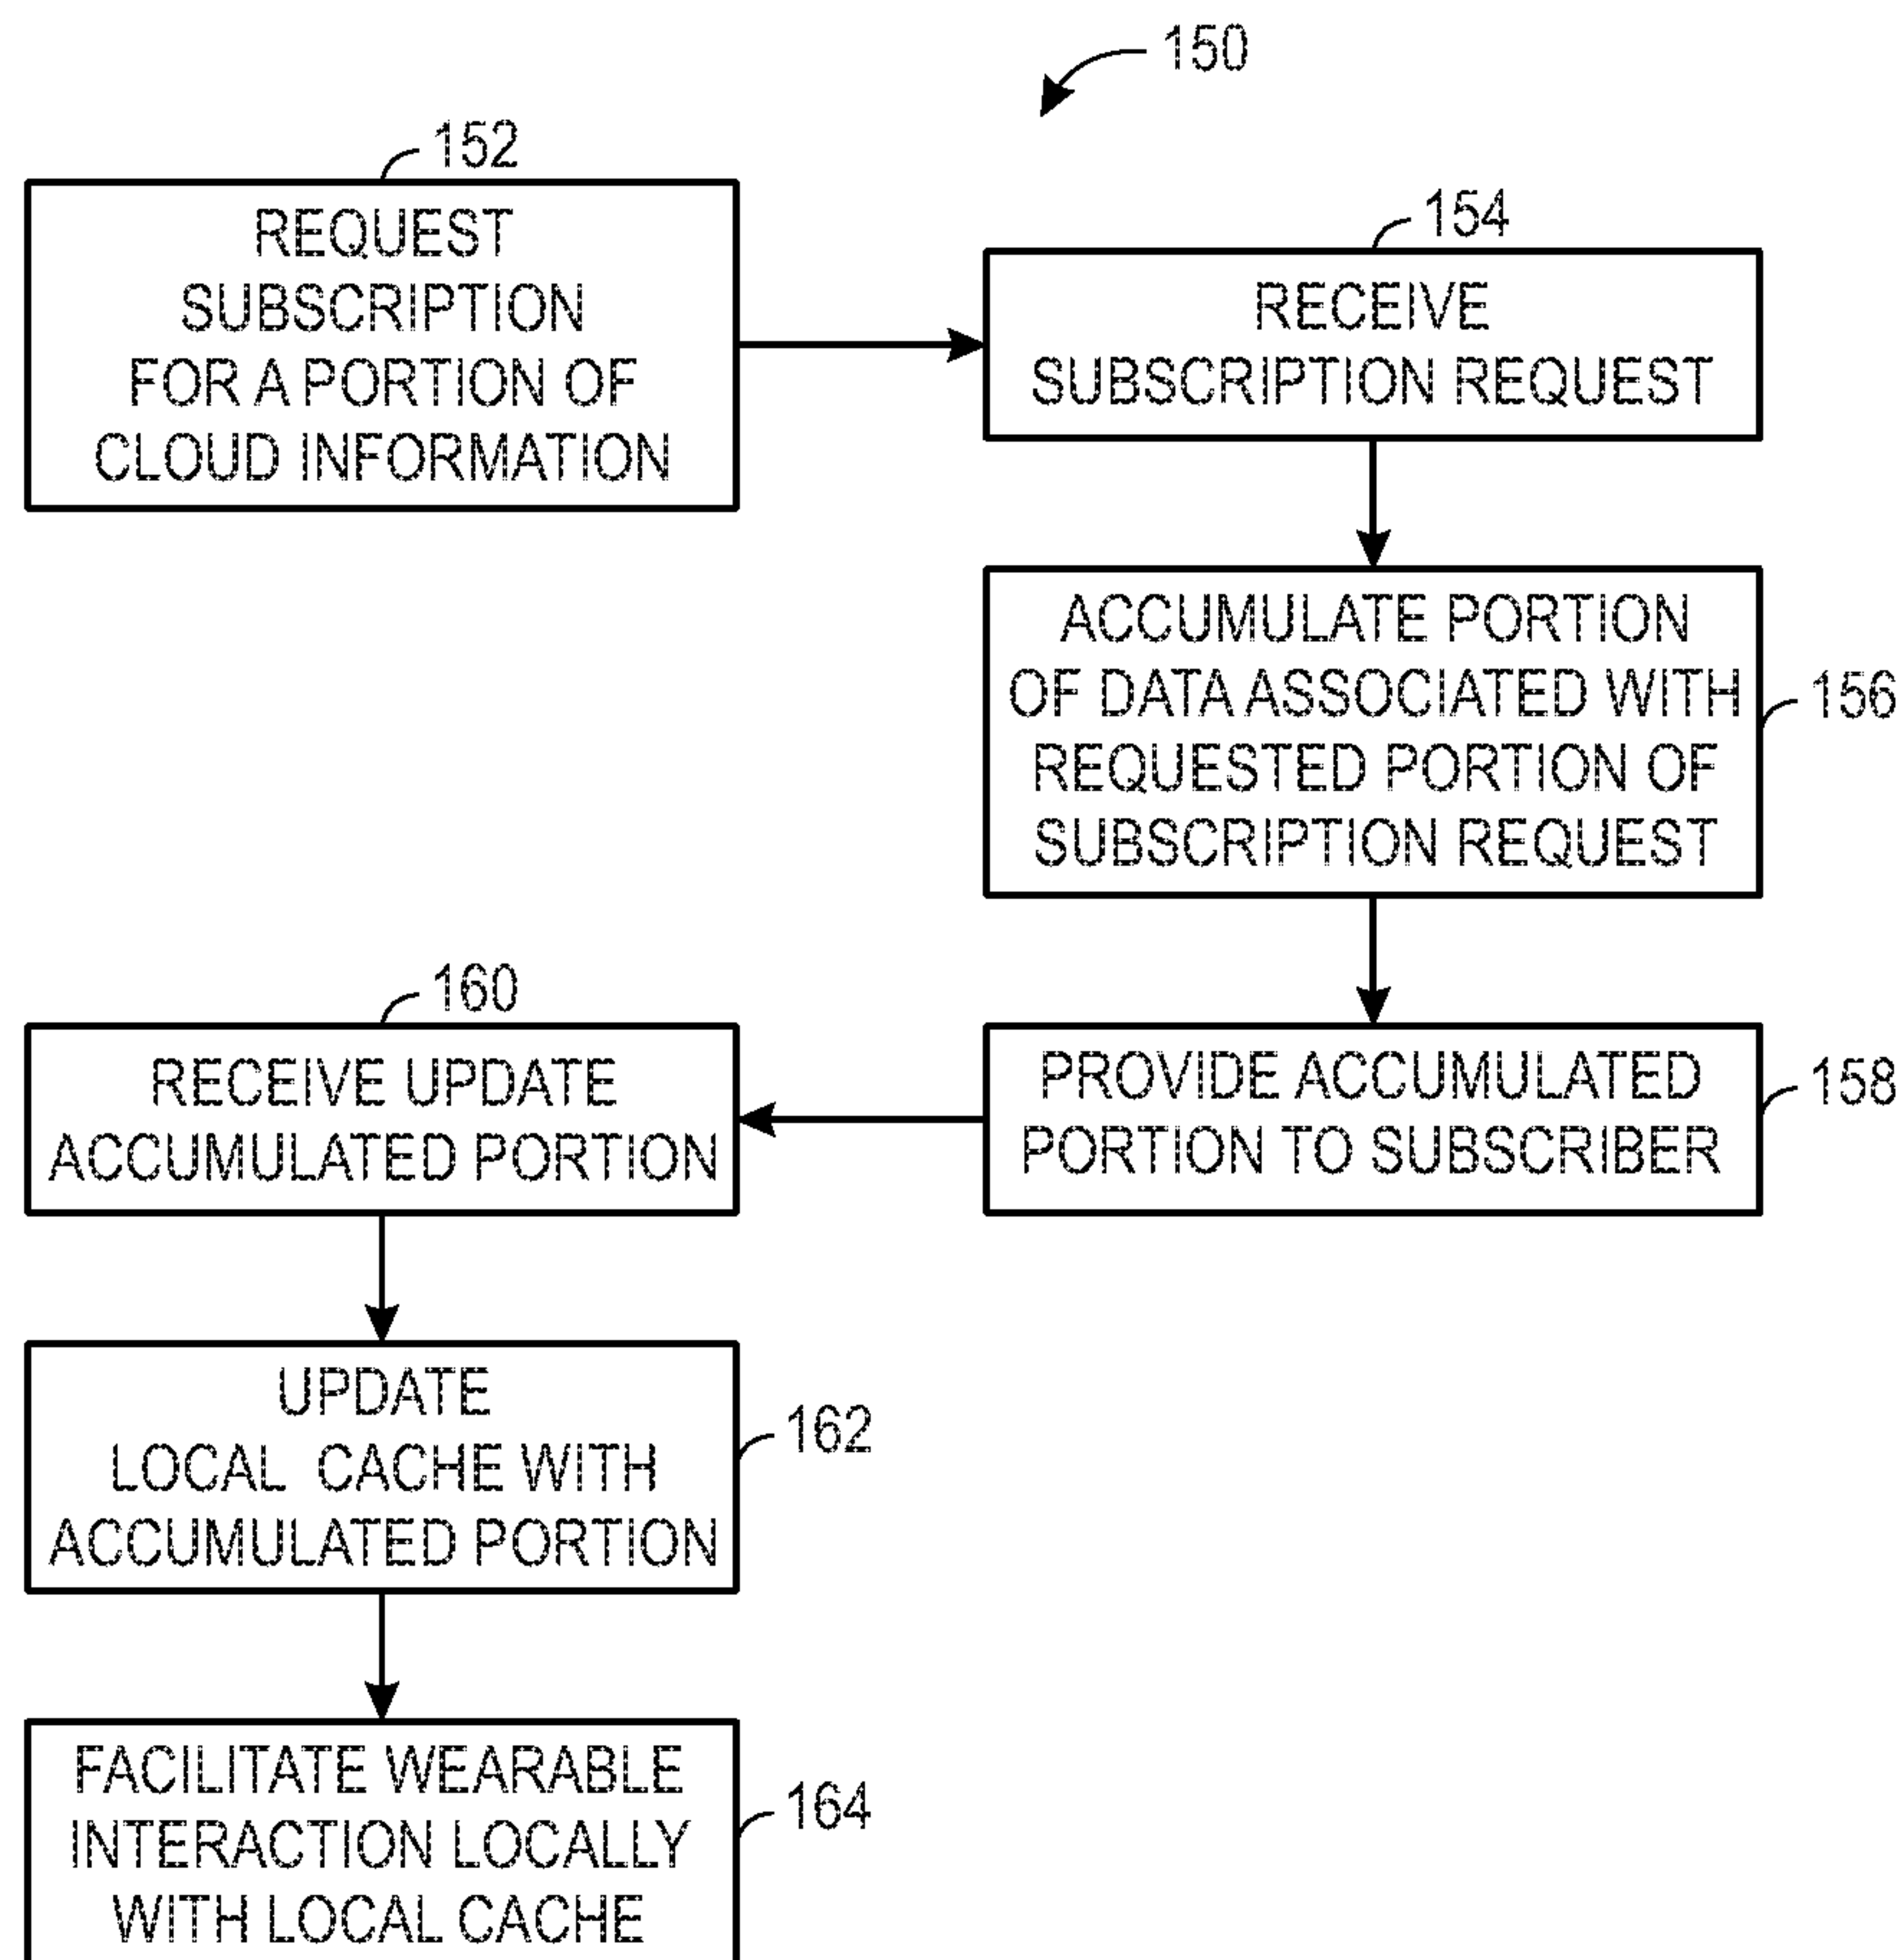 150
152
REQUEST
SUBSCRIPTION
FOR A PORTION OF
CLOUD INFORMATION
154
RECEIVE
SUBSCRIPTION REQUEST
ACCUMULATE PORTION
OF DATA ASSOCIATED WITH
REQUESTED PORTION OF
SUBSCRIPTION REQUEST
156
PROVIDE ACCUMULATED
PORTION TO SUBSCRIBER
158
160
RECEIVE UPDATE
ACCUMULATED PORTION
UPDATE
LOCAL CACHE WITH
ACCUMULATED PORTION
162
FACILITATE WEARABLE
INTERACTION LOCALLY
WITH LOCAL CACHE
164